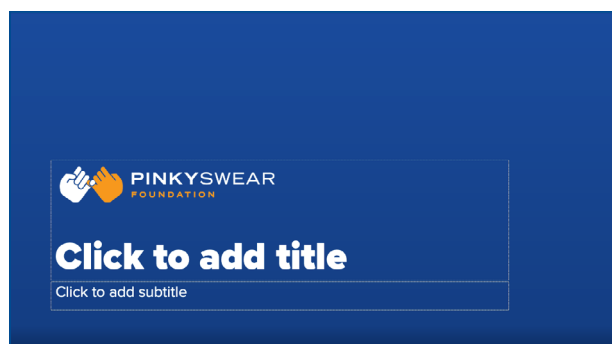 PINKYSWEAR
FOUNDATION
Click to add title
Click to add subtitle